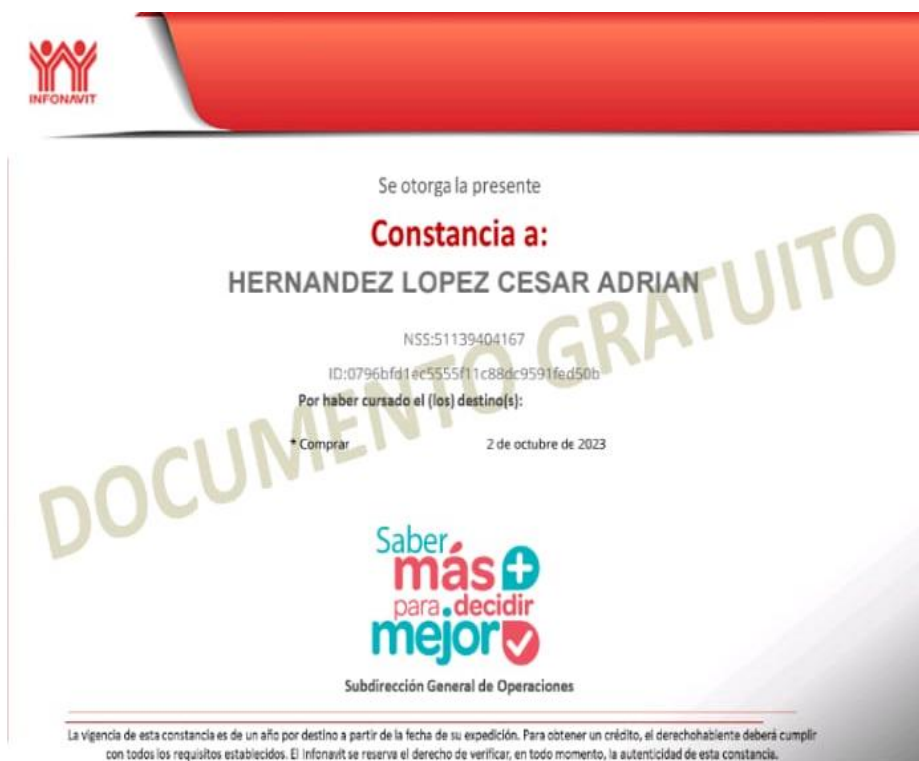 INFONAVIT
Se otorga la presente
Constancia a:
HERNANDEZ LOPEZ CESAR ADRIAN
NSS:51139404167
ID:0796bfd1ec5555f11c88dc9591fed50b
Por haber cursado el (los) destino(s):
* Comprar 2 de octubre de 2023
DOCUMENTO GRATUITO
Saber
más +
para decidir
mejor
Subdirección General de Operaciones
La vigencia de esta constancia es de un año por destino a partir de la fecha de su expedición. Para obtener un crédito, el derechohabiente deberá cumplir
con todos los requisitos establecidos. El Infonavit se reserva el derecho de verificar, en todo momento, la autenticidad de esta constancia.